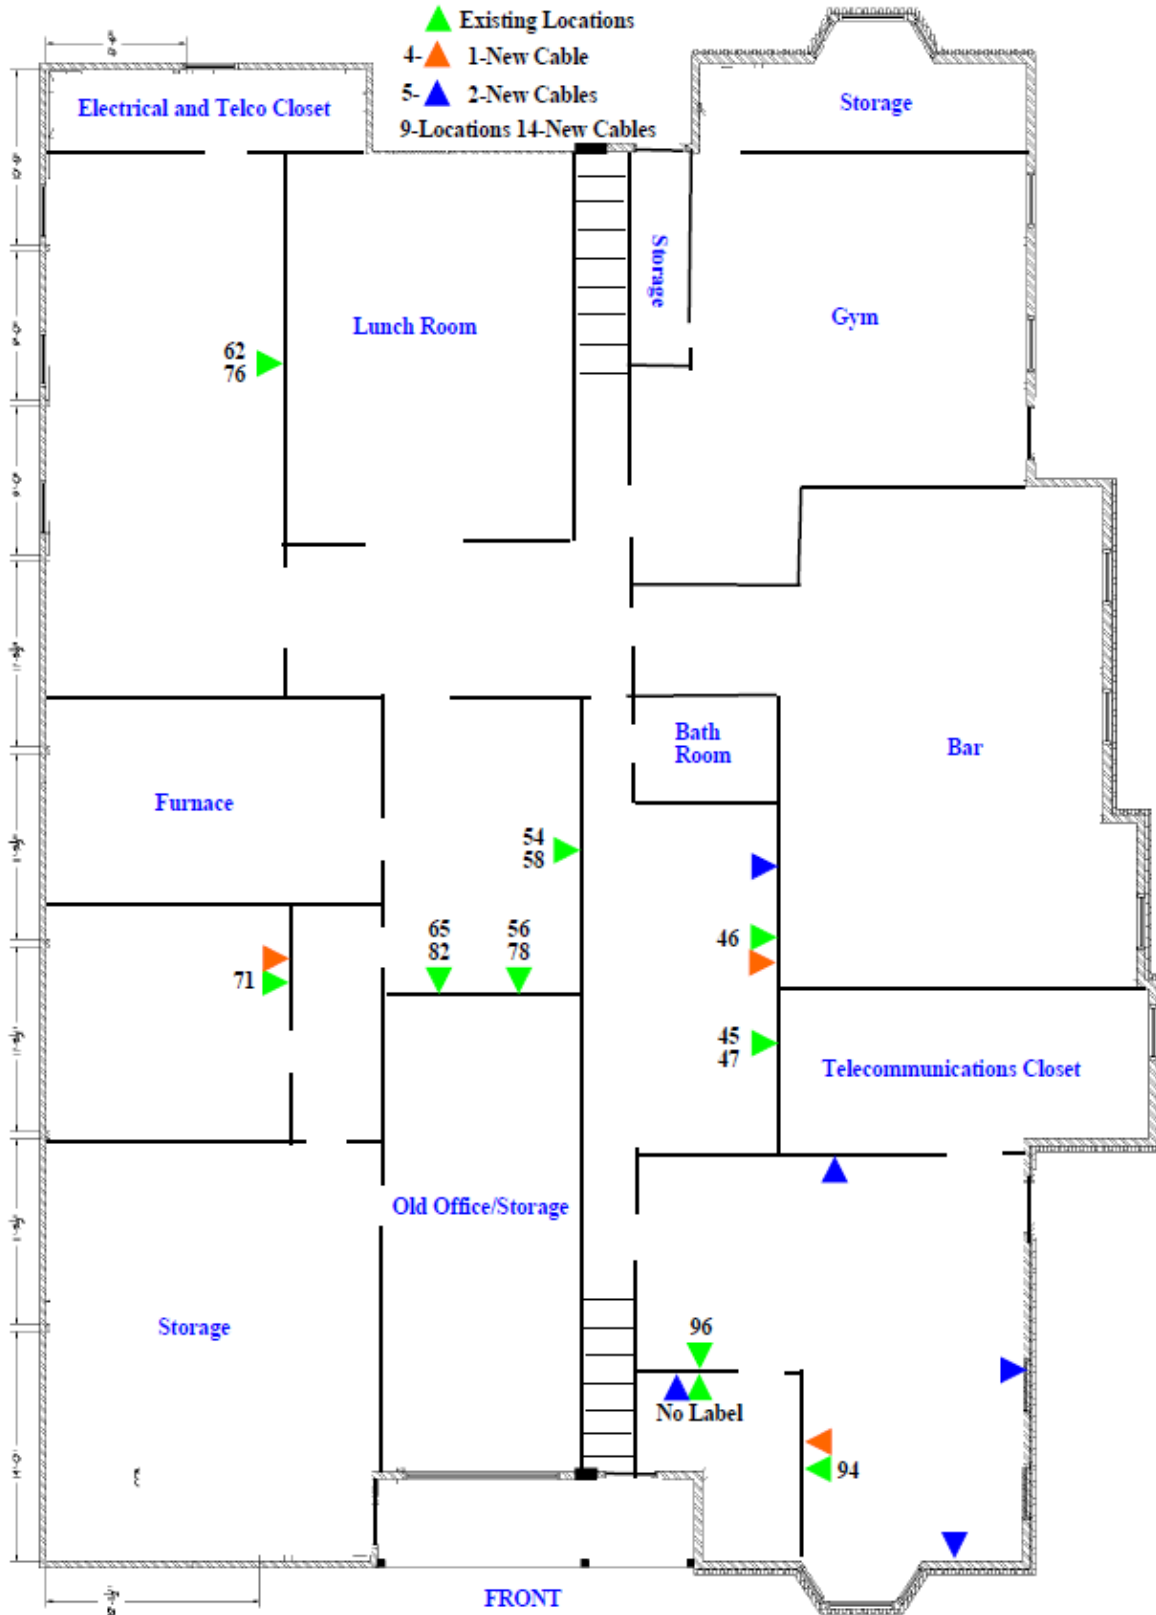 Existing Locations
4- 1-New Cable
5- 2-New Cables
9-Locations 14-New Cables
Electrical and Telco Closet
Storage
Storage
Gym
Lunch Room
62
76
Bath
Room
Bar
Furnace
54
58
65
82
56
78
46
71
45
47
Telecommunications Closet
Old Office/Storage
Storage
96
No Label
94
FRONT